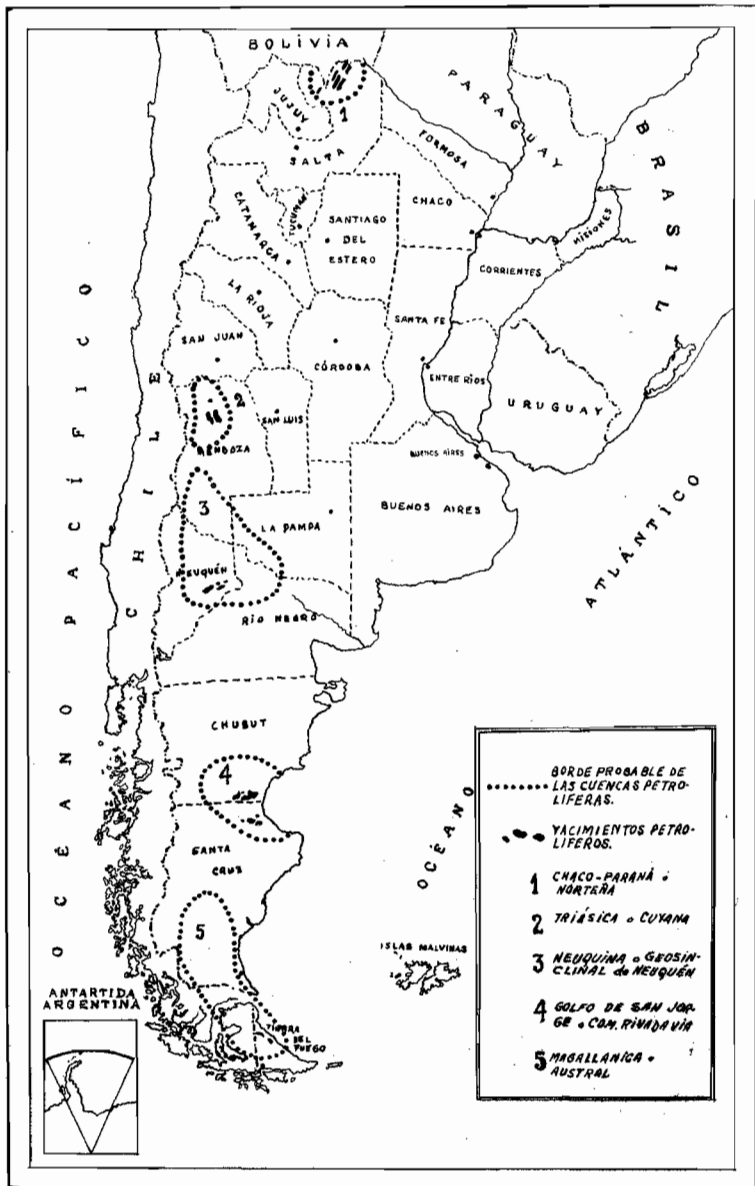 BOLIVIA
PARAGUAY
BRASIL
JUJUY
1
SALTA
FORMOSA
CHACO
MISIONES
CATAMARCA
TUCUMAN
SANTIAGO
DEL
ESTERO
CORRIENTES
LA RIOJA
SAN JUAN
SANTA FE
CÓRDOBA
ENTRE RÍOS
URUGUAY
2
SAN LUIS
MENDOZA
BUENOS AIRES
BUENOS AIRES
3
LA PAMPA
NEUQUÉN
RÍO NEGRO
CHILE
OCÉANO PACÍFICO
OCÉANO
ATLÁNTICO
CHUBUT
4
SANTA
CRUZ
5
ISLAS MALVINAS
TIERRA
DEL
FUEGO
ANTARTIDA
ARGENTINA
BORDE PROBABLE DE
LAS CUENCAS PETRO-
LIFERAS.
YACIMIENTOS PETRO-
LIFEROS.
1 CHACO-PARANÁ o
NORTEÑA
2 TRIÁSICA o CUYANA
3 NEUQUINA o GEOSIN-
CLINAL de NEUQUÉN
4 GOLFO DE SAN JOR-
GE o COM. RIVADAVIA
5 MAGALLANICA o
AUSTRAL